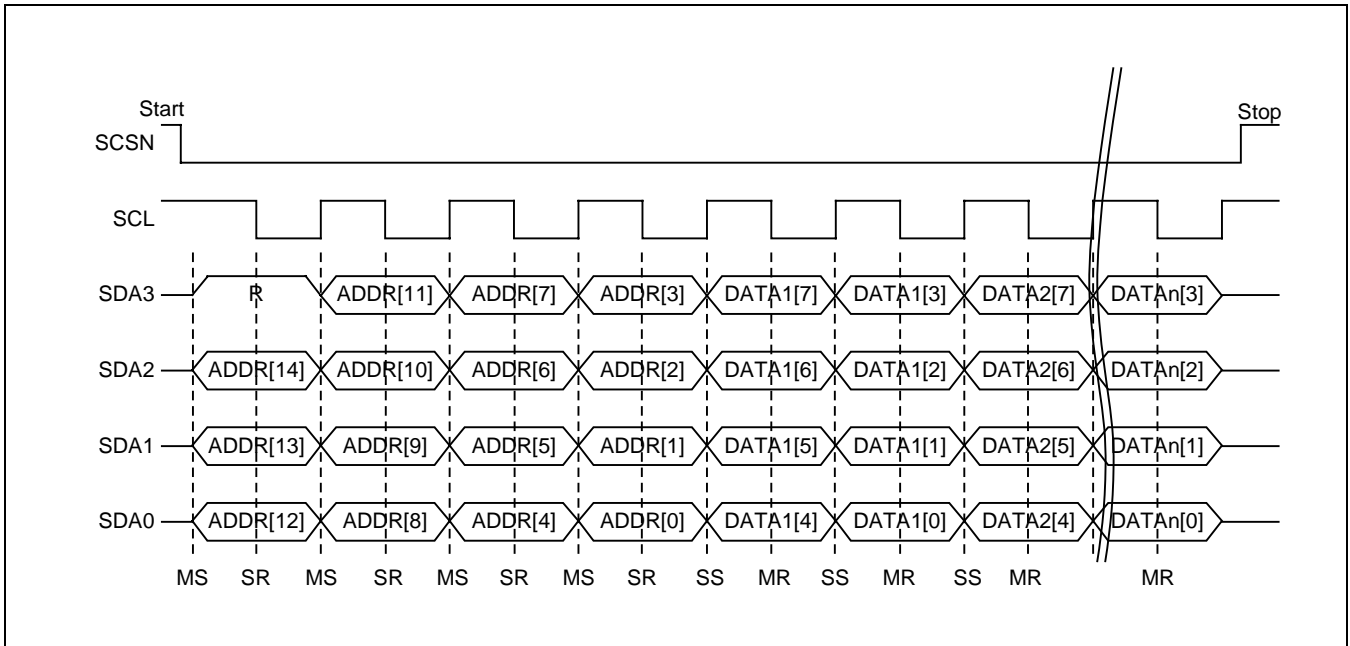 Start Stop
SCSN
SCL
SDA3 R ADDR[11] ADDR[7] ADDR[3] DATA1[7] DATA1[3] DATA2[7] DATAn[3]
SDA2 ADDR[14] ADDR[10] ADDR[6] ADDR[2] DATA1[6] DATA1[2] DATA2[6] DATAn[2]
SDA1 ADDR[13] ADDR[9] ADDR[5] ADDR[1] DATA1[5] DATA1[1] DATA2[5] DATAn[1]
SDA0 ADDR[12] ADDR[8] ADDR[4] ADDR[0] DATA1[4] DATA1[0] DATA2[4] DATAn[0]
MS SR MS SR MS SR MS SR SS MR SS MR SS MR MR